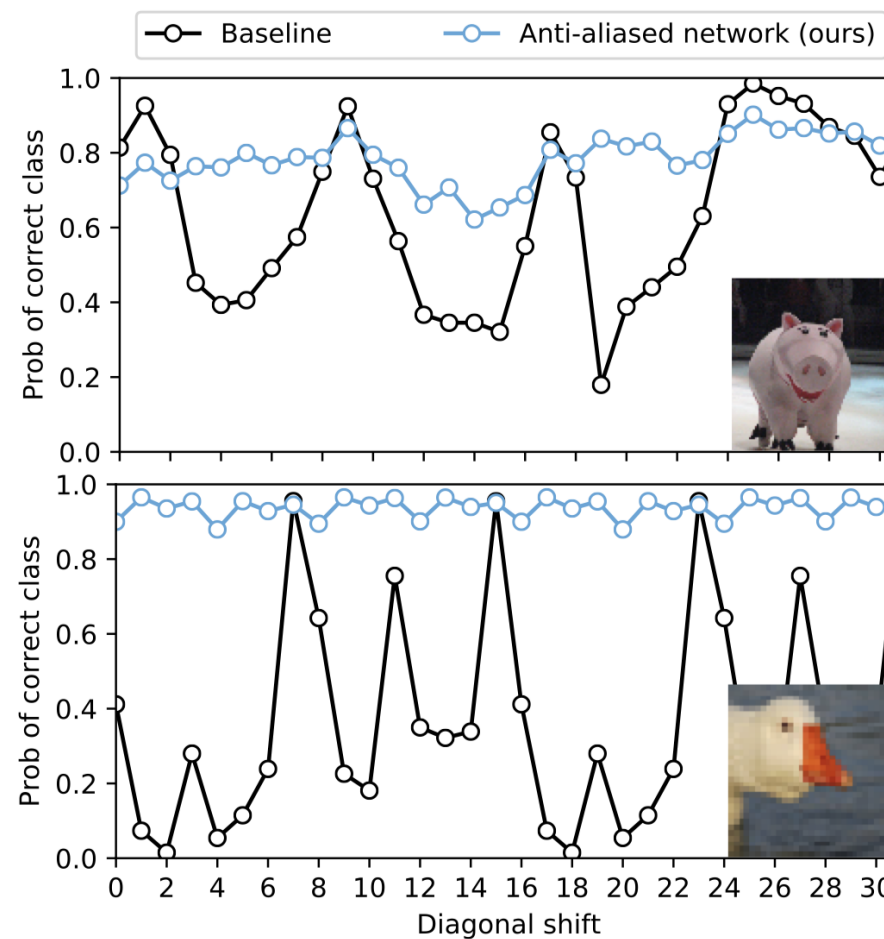 Baseline Anti-aliased network (ours)
Prob of correct class
1.0
0.8
0.6
0.4
0.2
0.0
Prob of correct class
1.0
0.8
0.6
0.4
0.2
0.0
0 2 4 6 8 10 12 14 16 18 20 22 24 26 28 30
Diagonal shift